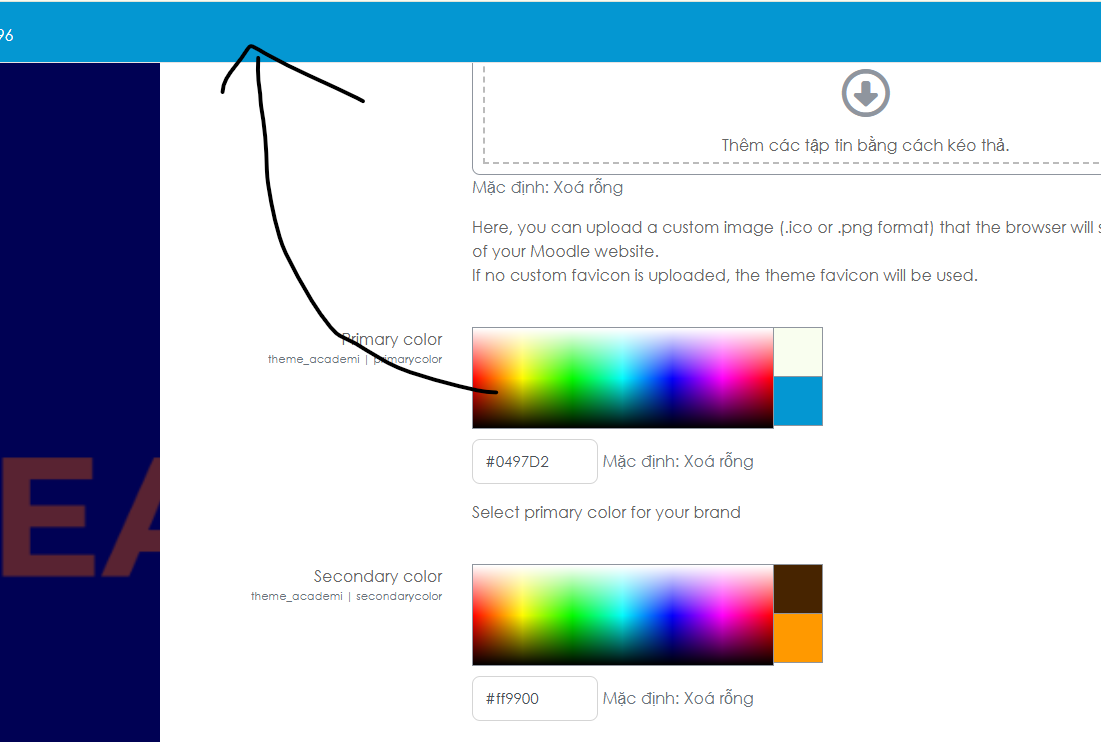 96
Thêm các tập tin bằng cách kéo thả.
Mặc định: Xoá rỗng
Here, you can upload a custom image (.ico or .png format) that the browser will
of your Moodle website.
If no custom favicon is uploaded, the theme favicon will be used.
Primary color
theme_academi | primarycolor
#0497D2 Mặc định: Xoá rỗng
Select primary color for your brand
EA
Secondary color
theme_academi | secondarycolor
#ff9900 Mặc định: Xoá rỗng